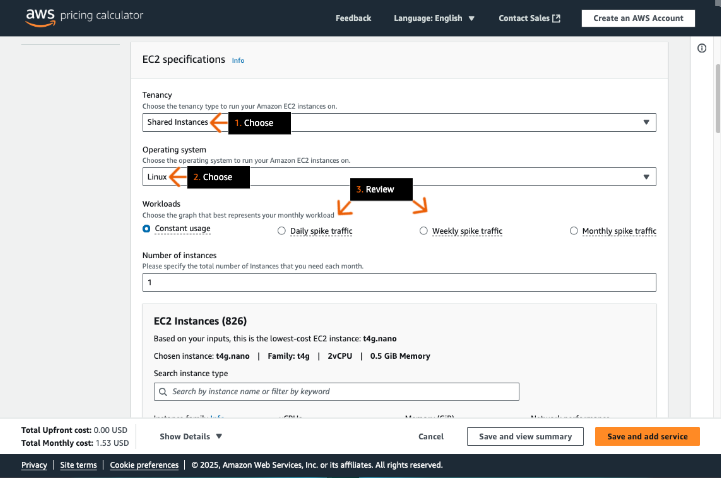 aws pricing calculator
Feedback Language: English Contact Sales Create an AWS Account
EC2 specifications Info
Tenancy
Choose the tenancy type to run your Amazon EC2 instances on.
Shared Instances 1. Choose
Operating system
Choose the operating system to run your Amazon EC2 instances on.
Linux 2. Choose
3. Review
Workloads
Choose the graph that best represents your monthly workload
Constant usage Daily spike traffic Weekly spike traffic Monthly spike traffic
Number of instances
Please specify the total number of Instances that you need each month.
1
EC2 Instances (826)
Based on your inputs, this is the lowest-cost EC2 instance: t4g.nano
Chosen instance: t4g.nano | Family: t4g | 2vCPU | 0.5 GiB Memory
Search instance type
Search by instance name or filter by keyword
Total Upfront cost: 0.00 USD
Total Monthly cost: 1.53 USD
Show Details Cancel Save and view summary Save and add service
Privacy | Site terms | Cookie preferences | © 2025, Amazon Web Services, Inc. or its affiliates. All rights reserved.